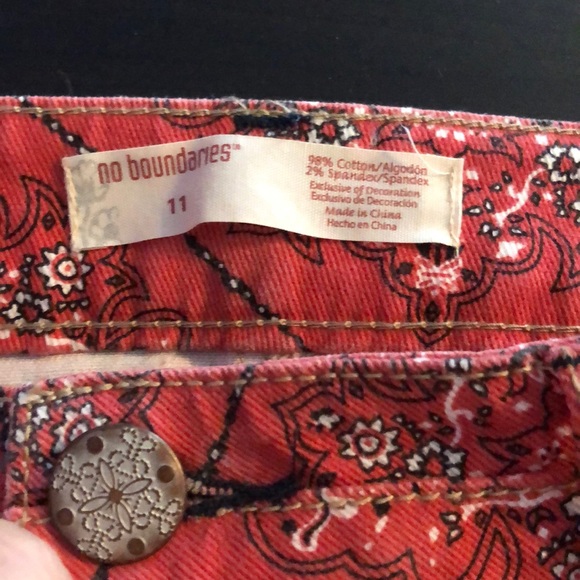 no boundaries™
11
98% Cotton/Algodón
2% Spandex/Spandex
Exclusive of Decoration
Exclusivo de Decoración
Made in China
Hecho en China